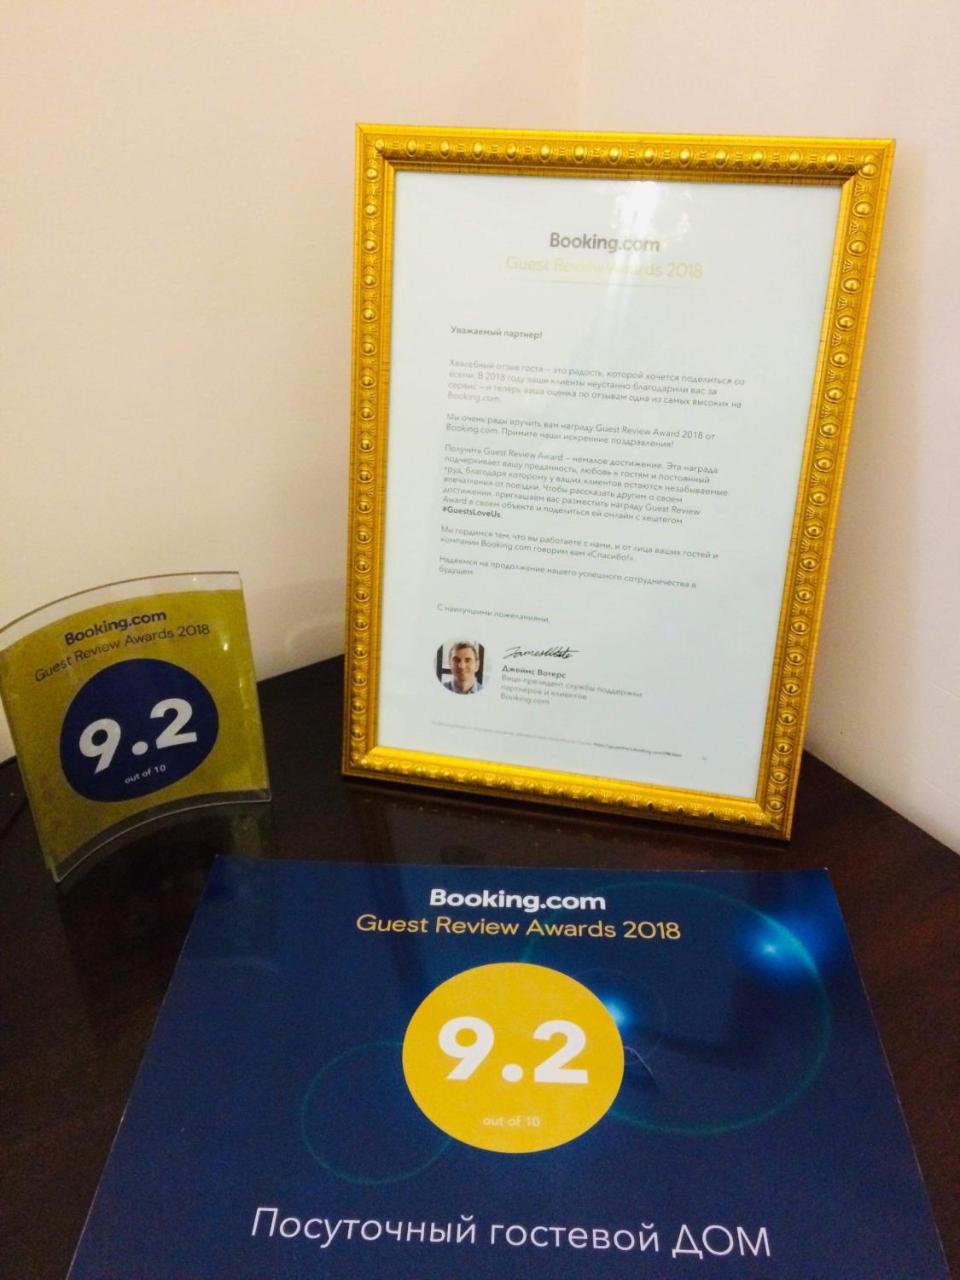 Booking.com
Guest Review Awards 2018
Уважаемый партнер!
Хвалебный отзыв гостя – это радость, которой хочется поделиться со
всеми. В 2018 году ваши клиенты неустанно благодарили вас за
сервис – и теперь ваша оценка по отзывам одна из самых высоких на
Booking.com.
Мы очень рады вручить вам награду Guest Review Award 2018 от
Booking.com. Примите наши искренние поздравления!
Получить Guest Review Award – немалое достижение. Эта награда
подчеркивает вашу преданность, любовь к гостям и постоянный
труд, благодаря которому у ваших клиентов остаются незабываемые
впечатления от поездки. Чтобы рассказать другим о своем
достижении, приглашаем вас разместить награду Guest Review
Award в своем объекте и поделиться ей онлайн с хештегом
#GuestsLoveUs.
Мы гордимся тем, что вы работаете с нами, и от лица ваших гостей и
компании Booking.com говорим вам «Спасибо!».
Надеемся на продолжение нашего успешного сотрудничества в
будущем.
С наилучшими пожеланиями,
Джеймс Вотерс
Вице-президент службы поддержки
партнеров и клиентов
Booking.com
Booking.com
Guest Review Awards 2018
9.2
out of 10
Booking.com
Guest Review Awards 2018
9.2
out of 10
Посуточный гостевой ДОМ